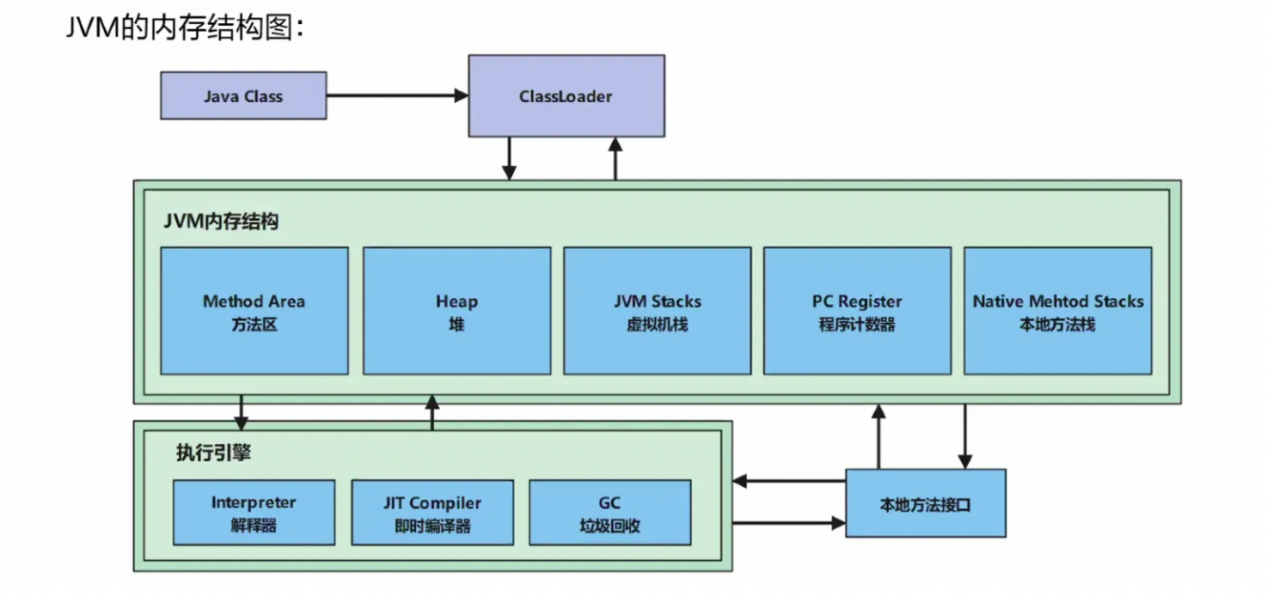 JVM的内存结构图：
Java Class
ClassLoader
JVM内存结构
Method Area
方法区
Heap
堆
JVM Stacks
虚拟机栈
PC Register
程序计数器
Native Mehtod Stacks
本地方法栈
执行引擎
Interpreter
解释器
JIT Compiler
即时编译器
GC
垃圾回收
本地方法接口